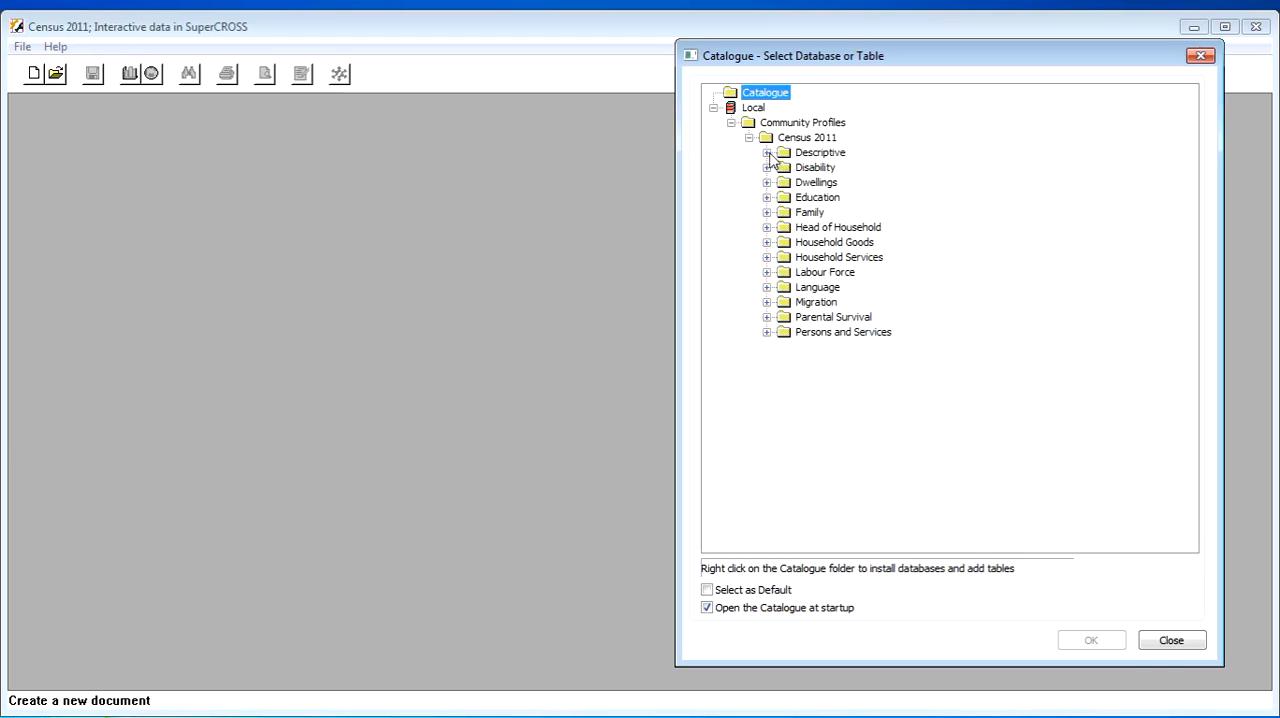 Census 2011; Interactive data in SuperCROSS
File Help
Catalogue - Select Database or Table
Catalogue
Local
Community Profiles
Census 2011
Descriptive
Disability
Dwellings
Education
Family
Head of Household
Household Goods
Household Services
Labour Force
Language
Migration
Parental Survival
Persons and Services
Right click on the Catalogue folder to install databases and add tables
Select as Default
Open the Catalogue at startup
OK Close
Create a new document